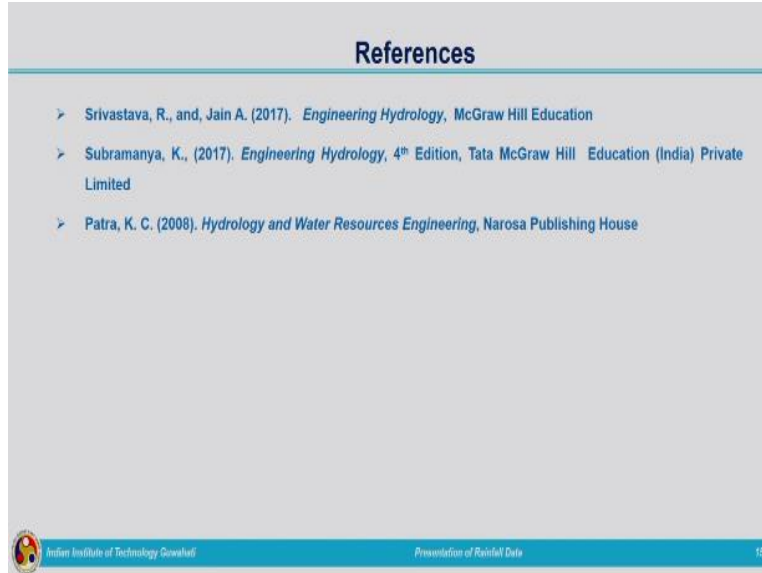 References
➢ Srivastava, R., and, Jain A. (2017). Engineering Hydrology, McGraw Hill Education
➢ Subramanya, K., (2017). Engineering Hydrology, 4th Edition, Tata McGraw Hill Education (India) Private
Limited
➢ Patra, K. C. (2008). Hydrology and Water Resources Engineering, Narosa Publishing House
Indian Institute of Technology Guwahati Presentation of Rainfall Data 15